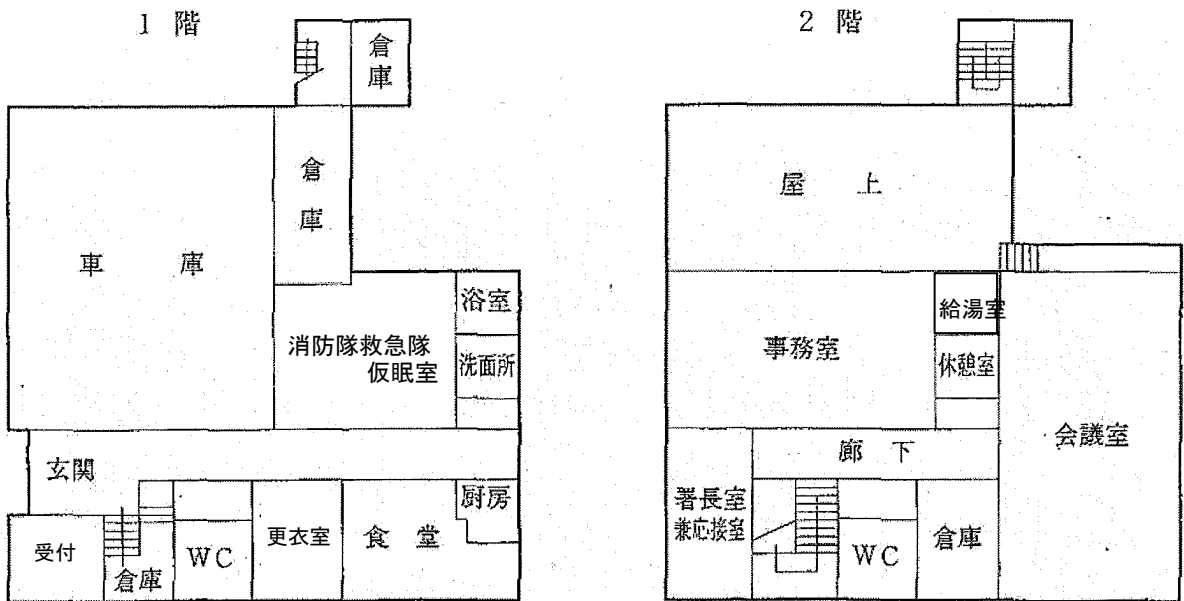 1 階
倉庫
倉庫
車 庫
浴室
消防隊救急隊
仮眠室
洗面所
玄関
厨房
受付
倉庫
WC
更衣室
食 堂
2 階
屋 上
給湯室
事務室
休憩室
会議室
廊 下
署長室
兼応接室
WC
倉庫